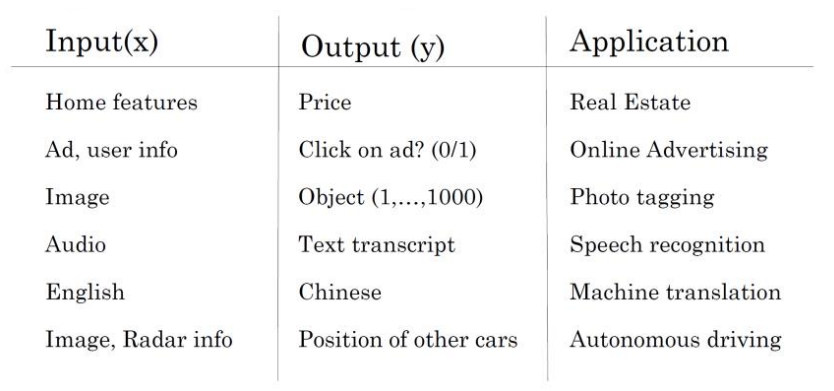 Input(x) Output (y) Application
Home features Price Real Estate
Ad, user info Click on ad? (0/1) Online Advertising
Image Object (1,...,1000) Photo tagging
Audio Text transcript Speech recognition
English Chinese Machine translation
Image, Radar info Position of other cars Autonomous driving